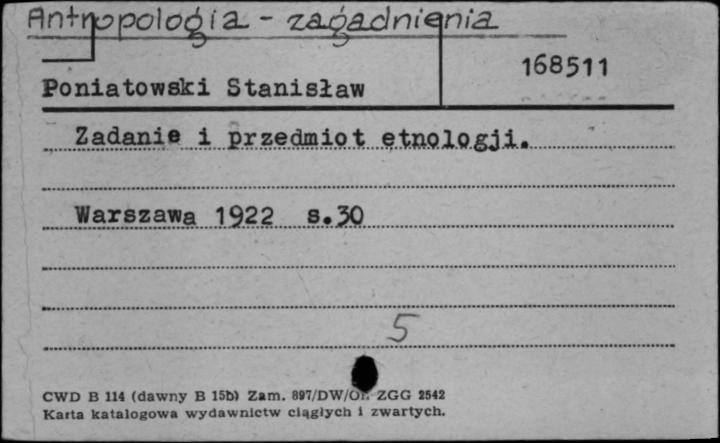 Antropologia - zagadnienia
168511
Poniatowski Stanisław
Zadanie i przedmiot etnologji.
Warszawa 1922 s.30
5
CWD B 114 (dawny B 15b) Zam. 897/DW/ ZGG 2542
Karta katalogowa wydawnictw ciągłych i zwartych.